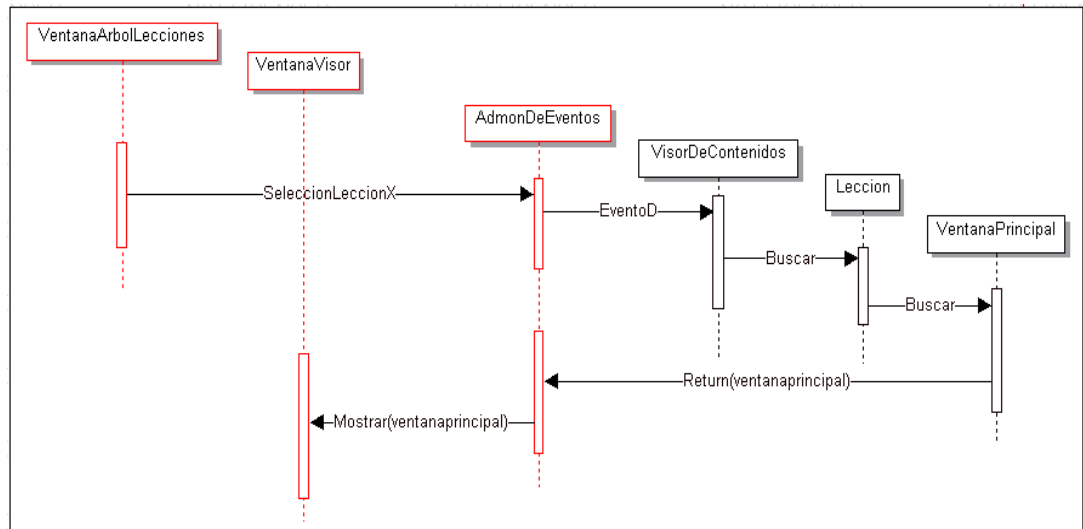 VentanaArbolLecciones
VentanaVisor
AdmonDeEventos
VisorDeContenidos
Leccion
VentanaPrincipal
SeleccionLeccionX
EventoD
Buscar
Buscar
Return(ventanaprincipal)
Mostrar(ventanaprincipal)